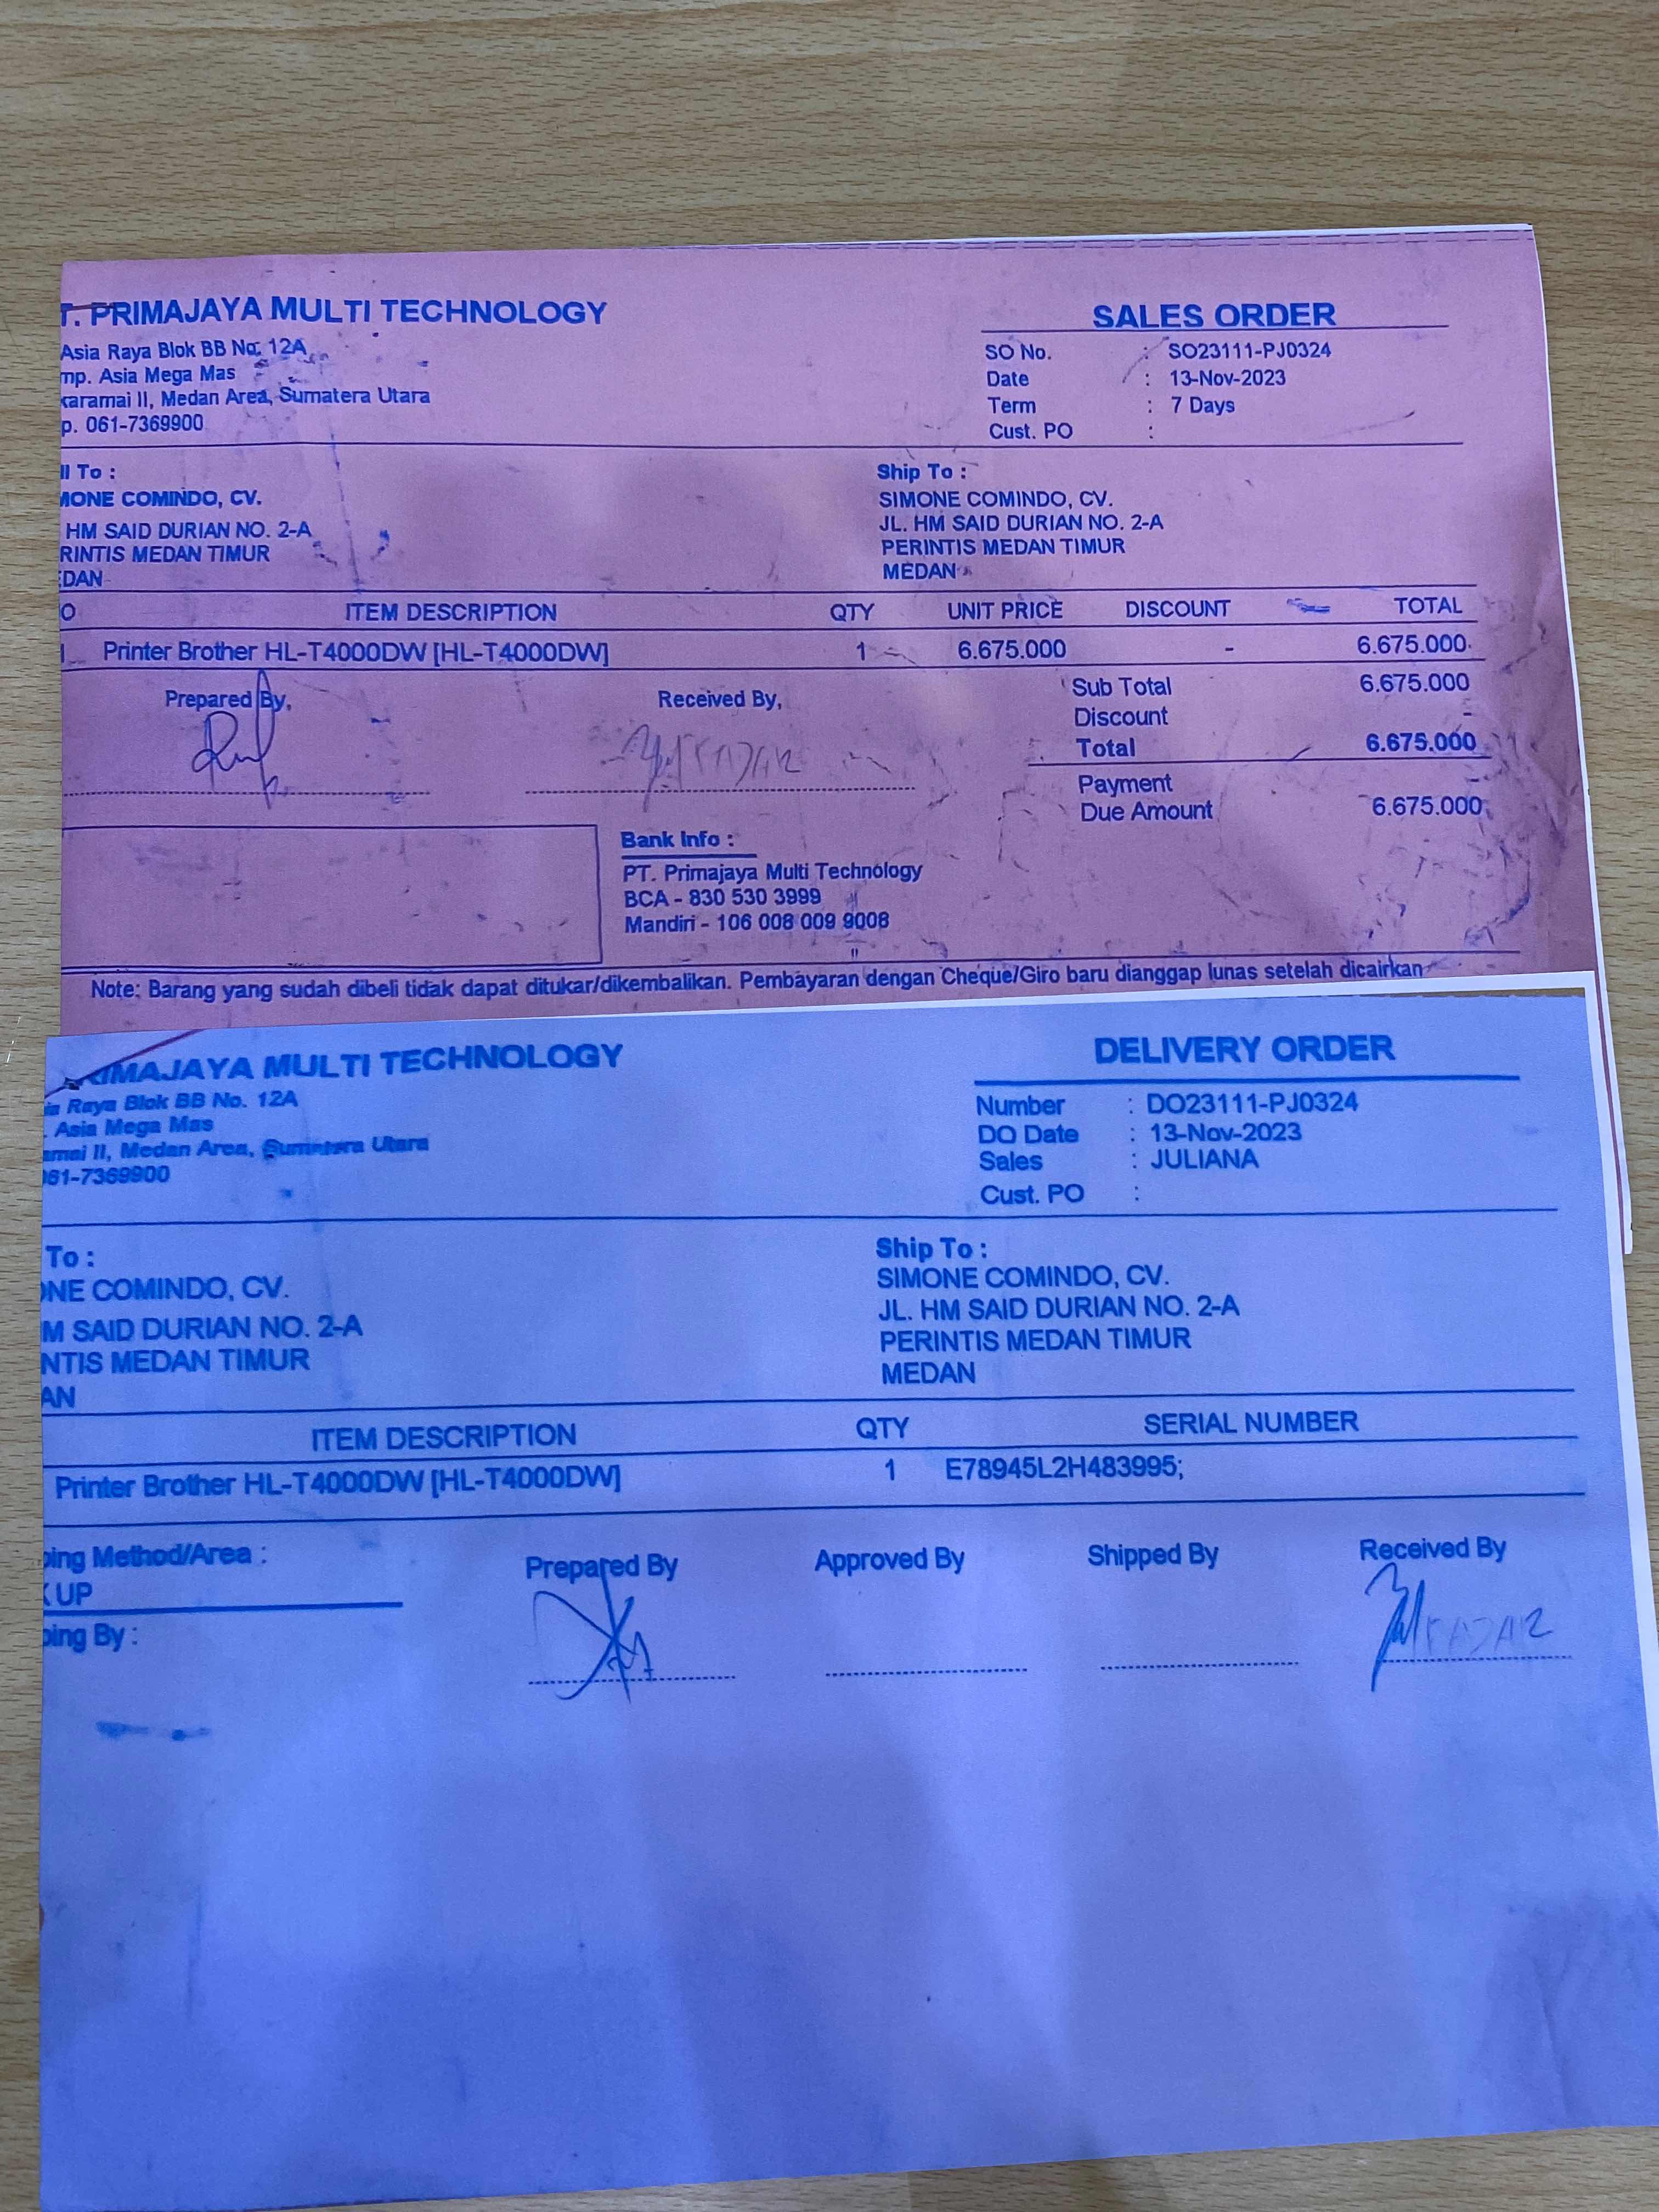 T. PRIMAJAYA MULTI TECHNOLOGY
Asia Raya Blok BB No. 12A
mp. Asia Mega Mas
karamai II, Medan Area, Sumatera Utara
p. 061-7369900
SALES ORDER
SO No. : SO23111-PJ0324
Date : 13-Nov-2023
Term : 7 Days
Cust. PO :
ll To :
MONE COMINDO, CV.
HM SAID DURIAN NO. 2-A
RINTIS MEDAN TIMUR
EDAN
Ship To :
SIMONE COMINDO, CV.
JL. HM SAID DURIAN NO. 2-A
PERINTIS MEDAN TIMUR
MEDAN
O ITEM DESCRIPTION QTY UNIT PRICE DISCOUNT TOTAL
Printer Brother HL-T4000DW [HL-T4000DW] 1 6.675.000 - 6.675.000
Prepared By,
Received By,
Sub Total 6.675.000
Discount -
Total 6.675.000
Payment -
Due Amount 6.675.000
Bank Info :
PT. Primajaya Multi Technology
BCA - 830 530 3999
Mandiri - 106 008 009 9008
Note: Barang yang sudah dibeli tidak dapat ditukar/dikembalikan. Pembayaran dengan Cheque/Giro baru dianggap lunas setelah dicairkan
RIMAJAYA MULTI TECHNOLOGY
ia Raya Blok BB No. 12A
. Asia Mega Mas
amai II, Medan Area, Sumatera Utara
061-7369900
DELIVERY ORDER
Number : DO23111-PJ0324
DO Date : 13-Nov-2023
Sales : JULIANA
Cust. PO :
To :
ONE COMINDO, CV.
M SAID DURIAN NO. 2-A
NTIS MEDAN TIMUR
AN
Ship To :
SIMONE COMINDO, CV.
JL. HM SAID DURIAN NO. 2-A
PERINTIS MEDAN TIMUR
MEDAN
ITEM DESCRIPTION QTY SERIAL NUMBER
Printer Brother HL-T4000DW [HL-T4000DW] 1 E78945L2H483995;
ping Method/Area :
K UP
ping By :
Prepared By
Approved By
Shipped By
Received By